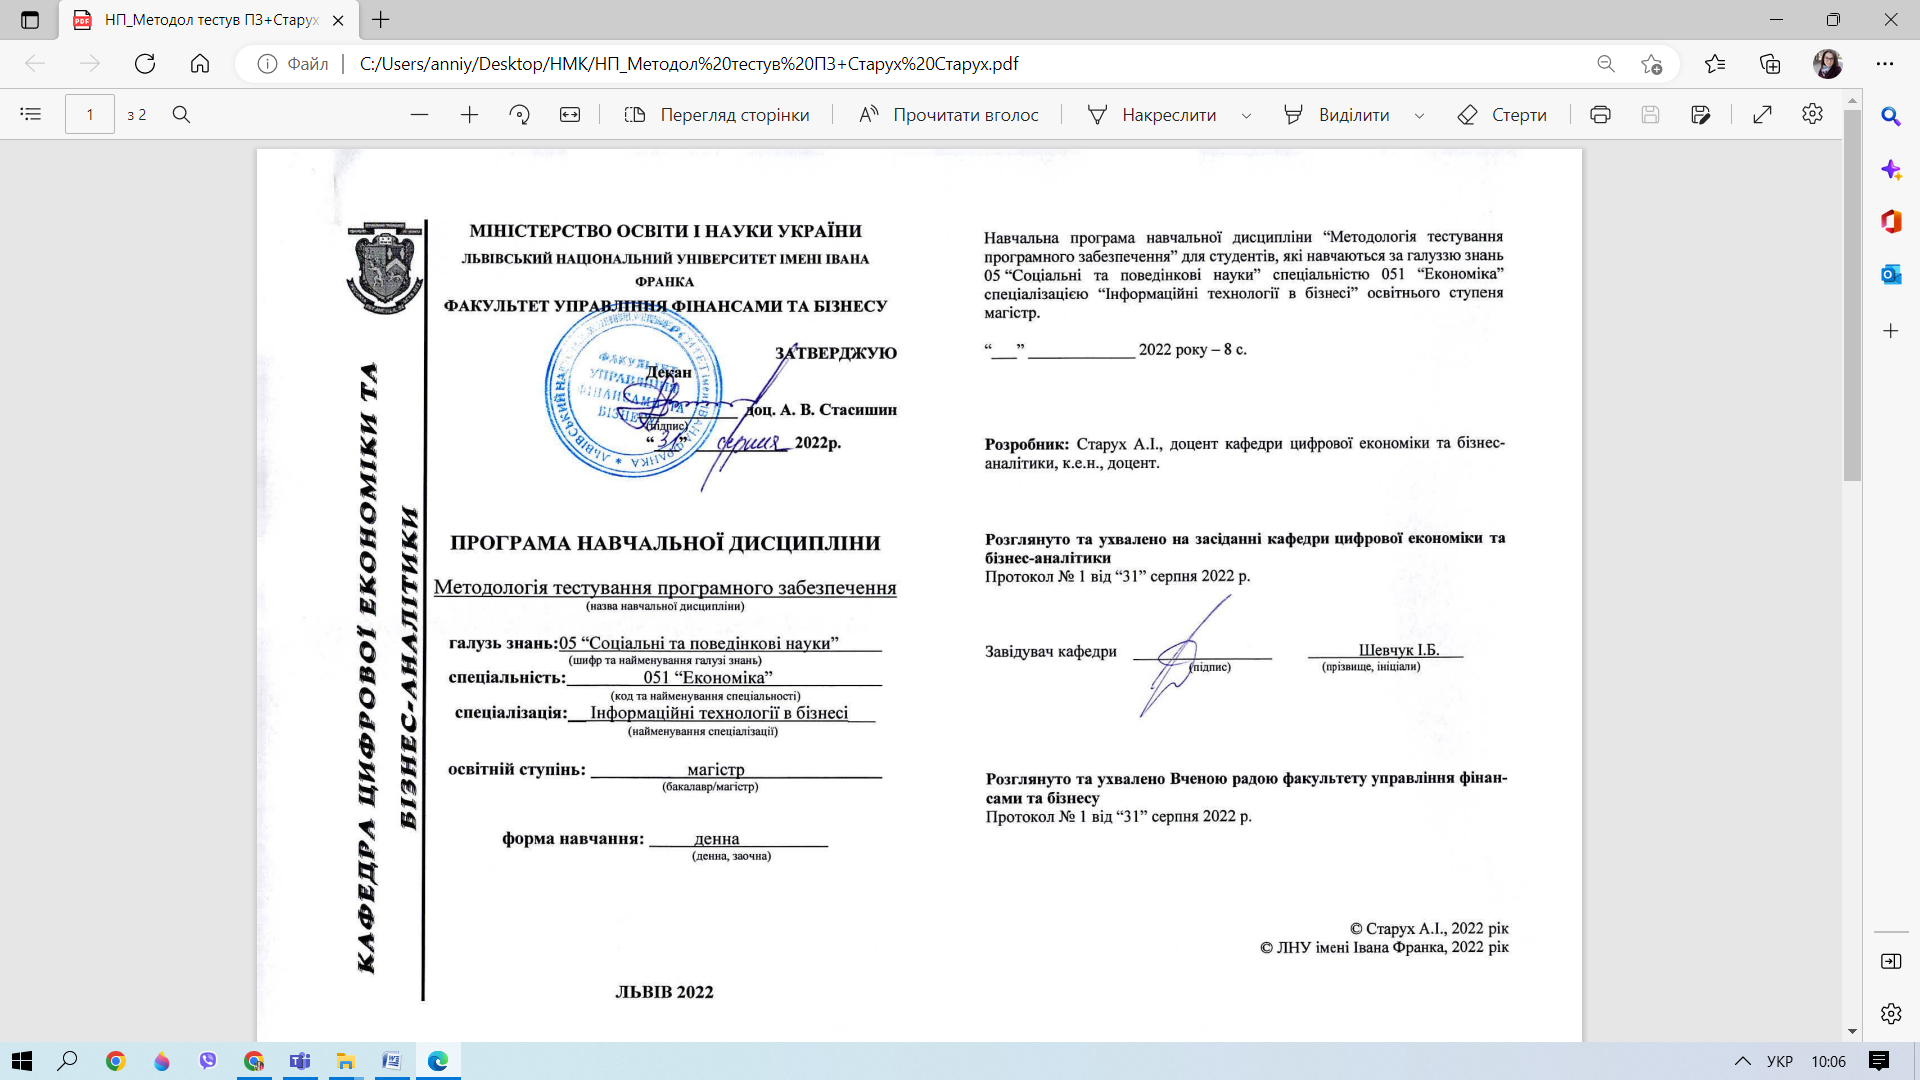 НП_Методол тестув ПЗ+Старух
Файл
C:/Users/anniy/Desktop/НМК/НП_Методол%20тестув%20ПЗ+Старух%20Старух.pdf
1
з 2
Перегляд сторінки
Прочитати вголос
Накреслити
Виділити
Стерти
КАФЕДРА ЦИФРОВОЇ ЕКОНОМІКИ ТА
БІЗНЕС-АНАЛІТИКИ
МІНІСТЕРСТВО ОСВІТИ І НАУКИ УКРАЇНИ
ЛЬВІВСЬКИЙ НАЦІОНАЛЬНИЙ УНІВЕРСИТЕТ ІМЕНІ ІВАНА
ФРАНКА
ФАКУЛЬТЕТ УПРАВЛІННЯ ФІНАНСАМИ ТА БІЗНЕСУ
ЗАТВЕРДЖУЮ
Декан
доц. А. В. Стасишин
(підпис)
“31” серпня 2022р.
ФАКУЛЬТЕТ
УПРАВЛІННЯ
ФІНАНСАМИ ТА
БІЗНЕСУ
ПРОГРАМА НАВЧАЛЬНОЇ ДИСЦИПЛІНИ
Методологія тестування програмного забезпечення
(назва навчальної дисципліни)
галузь знань:05 “Соціальні та поведінкові науки”
(шифр та найменування галузі знань)
спеціальність: 051 “Економіка”
(код та найменування спеціальності)
спеціалізація: Інформаційні технології в бізнесі
(найменування спеціалізації)
освітній ступінь: магістр
(бакалавр/магістр)
форма навчання: денна
(денна, заочна)
ЛЬВІВ 2022
Навчальна програма навчальної дисципліни “Методологія тестування
програмного забезпечення” для студентів, які навчаються за галуззю знань
05 “Соціальні та поведінкові науки” спеціальністю 051 “Економіка”
спеціалізацією “Інформаційні технології в бізнесі” освітнього ступеня
магістр.
“___” _____________ 2022 року – 8 с.
Розробник: Старух А.І., доцент кафедри цифрової економіки та бізнес-
аналітики, к.е.н., доцент.
Розглянуто та ухвалено на засіданні кафедри цифрової економіки та
бізнес-аналітики
Протокол № 1 від “31” серпня 2022 р.
Завідувач кафедри Шевчук І.Б.
(підпис) (прізвище, ініціали)
Розглянуто та ухвалено Вченою радою факультету управління фінан-
сами та бізнесу
Протокол № 1 від “31” серпня 2022 р.
© Старух А.І., 2022 рік
© ЛНУ імені Івана Франка, 2022 рік
УКР
10:06